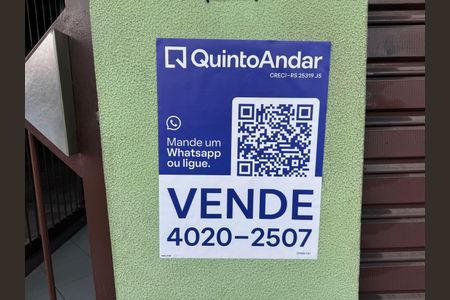 QuintoAndar
CRECI-RS 25319 JS
Mande um
Whatsapp
ou ligue.
VENDE
4020-2507